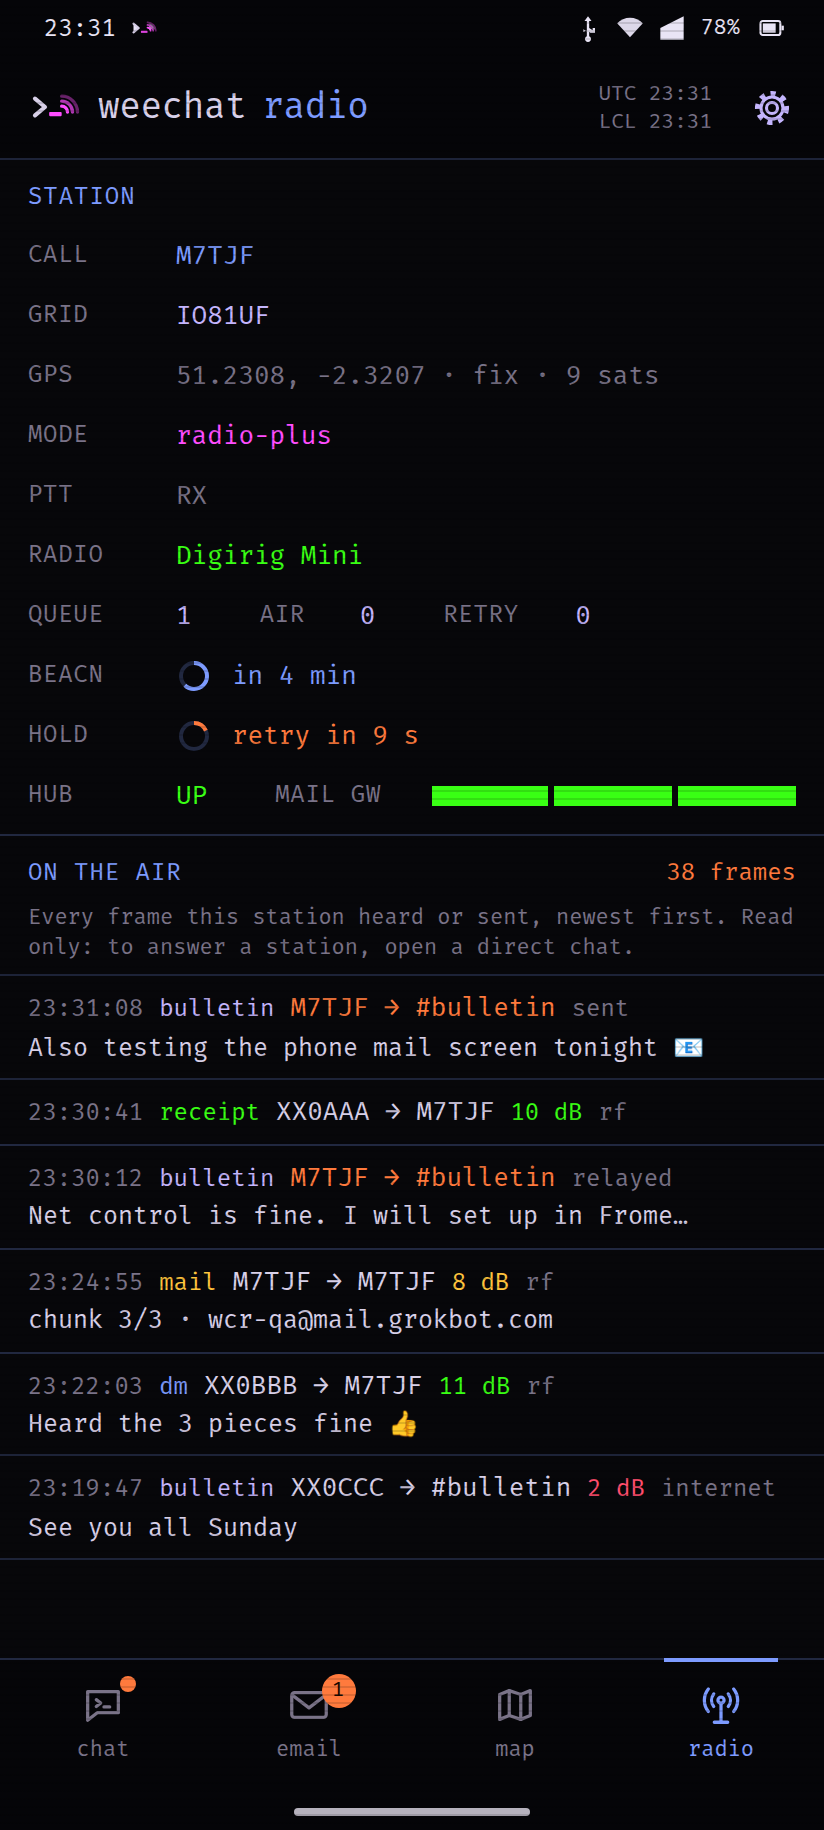 23:31 78%
weechat radio
UTC 23:31
LCL 23:31
STATION
CALL M7TJF
GRID IO81UF
GPS 51.2308, -2.3207 · fix · 9 sats
MODE radio-plus
PTT RX
RADIO Digirig Mini
QUEUE 1 AIR 0 RETRY 0
BEACN in 4 min
HOLD retry in 9 s
HUB UP MAIL GW
ON THE AIR 38 frames
Every frame this station heard or sent, newest first. Read
only: to answer a station, open a direct chat.
23:31:08 bulletin M7TJF → #bulletin sent
Also testing the phone mail screen tonight 📧
23:30:41 receipt XX0AAA → M7TJF 10 dB rf
23:30:12 bulletin M7TJF → #bulletin relayed
Net control is fine. I will set up in Frome…
23:24:55 mail M7TJF → M7TJF 8 dB rf
chunk 3/3 · wcr-qa@mail.grokbot.com
23:22:03 dm XX0BBB → M7TJF 11 dB rf
Heard the 3 pieces fine 👍
23:19:47 bulletin XX0CCC → #bulletin 2 dB internet
See you all Sunday
1
chat email map radio